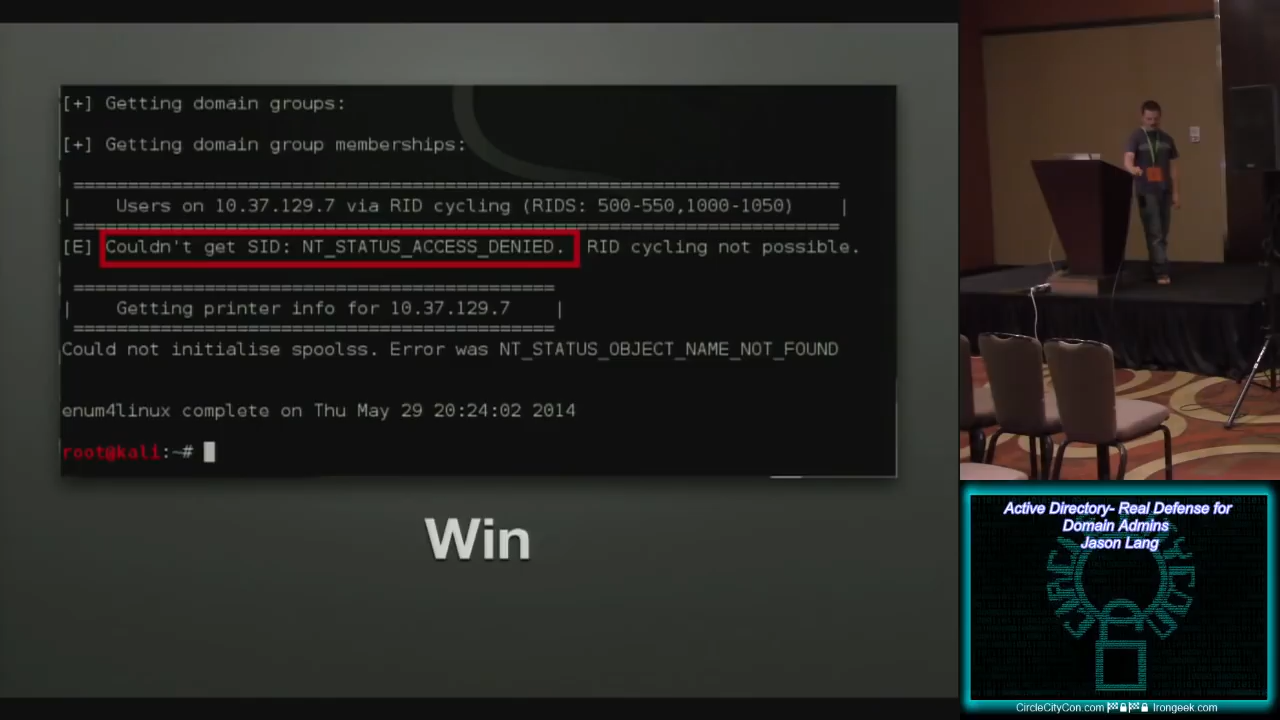 [+] Getting domain groups:
[+] Getting domain group memberships:
==========================================================================
|    Users on 10.37.129.7 via RID cycling (RIDS: 500-550,1000-1050)    |
==========================================================================
[E] Couldn't get SID: NT_STATUS_ACCESS_DENIED.  RID cycling not possible.
==============================================
|    Getting printer info for 10.37.129.7    |
==============================================
Could not initialise spoolss. Error was NT_STATUS_OBJECT_NAME_NOT_FOUND
enum4linux complete on Thu May 29 20:24:02 2014
root@kali:~#
Win
Active Directory- Real Defense for
Domain Admins
Jason Lang
CircleCityCon.com Irongeek.com